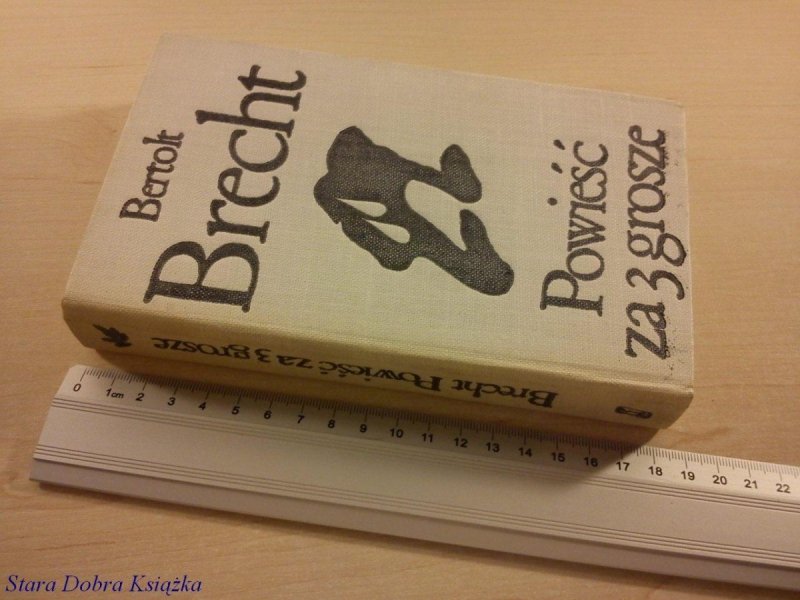 Bertolt
Brecht
Powieść
za 3 grosze
Brecht Powieść za 3 grosze
0 1cm 2 3 4 5 6 7 8 9 10 11 12 13 14 15 16 17 18 19 20 21 22
Stara Dobra Książka